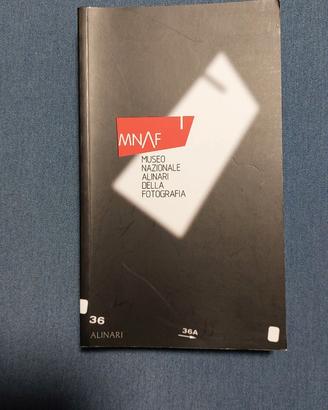 MNAF
MUSEO
NAZIONALE
ALINARI
DELLA
FOTOGRAFIA
36
36A
ALINARI